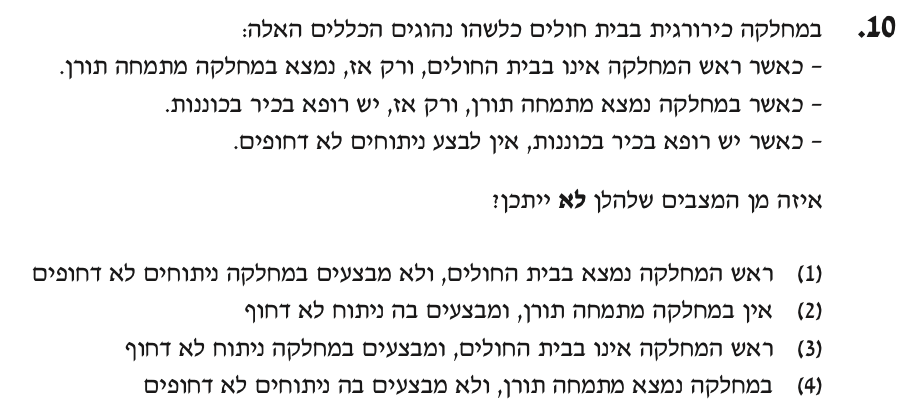 10. במחלקה כירורגית בבית חולים כלשהו נהוגים הכללים האלה:
– כאשר ראש המחלקה אינו בבית החולים, ורק אז, נמצא במחלקה מתמחה תורן.
– כאשר במחלקה נמצא מתמחה תורן, ורק אז, יש רופא בכיר בכוננות.
– כאשר יש רופא בכיר בכוננות, אין לבצע ניתוחים לא דחופים.
איזה מן המצבים שלהלן לא ייתכן?
(1) ראש המחלקה נמצא בבית החולים, ולא מבצעים במחלקה ניתוחים לא דחופים
(2) אין במחלקה מתמחה תורן, ומבצעים בה ניתוח לא דחוף
(3) ראש המחלקה אינו בבית החולים, ומבצעים במחלקה ניתוח לא דחוף
(4) במחלקה נמצא מתמחה תורן, ולא מבצעים בה ניתוחים לא דחופים